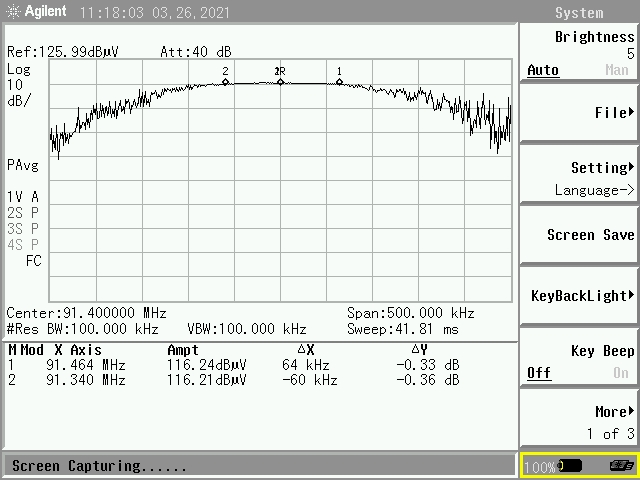 Agilent 11:18:03 03,26,2021 System
Ref:125.99dBµV Att:40 dB
Log
10
dB/
2 1R 1
PAvg
1V A
2S P
3S P
4S P
FC
Center:91.400000 MHz Span:500.000 kHz
#Res BW:100.000 kHz VBW:100.000 kHz Sweep:41.81 ms
M Mod X Axis Ampt ΔX ΔY
1 91.464 MHz 116.24dBµV 64 kHz -0.33 dB
2 91.340 MHz 116.21dBµV -60 kHz -0.36 dB
Screen Capturing......
Brightness
5
Auto Man
File
Setting
Language->
Screen Save
KeyBackLight
Key Beep
Off On
More
1 of 3
100%